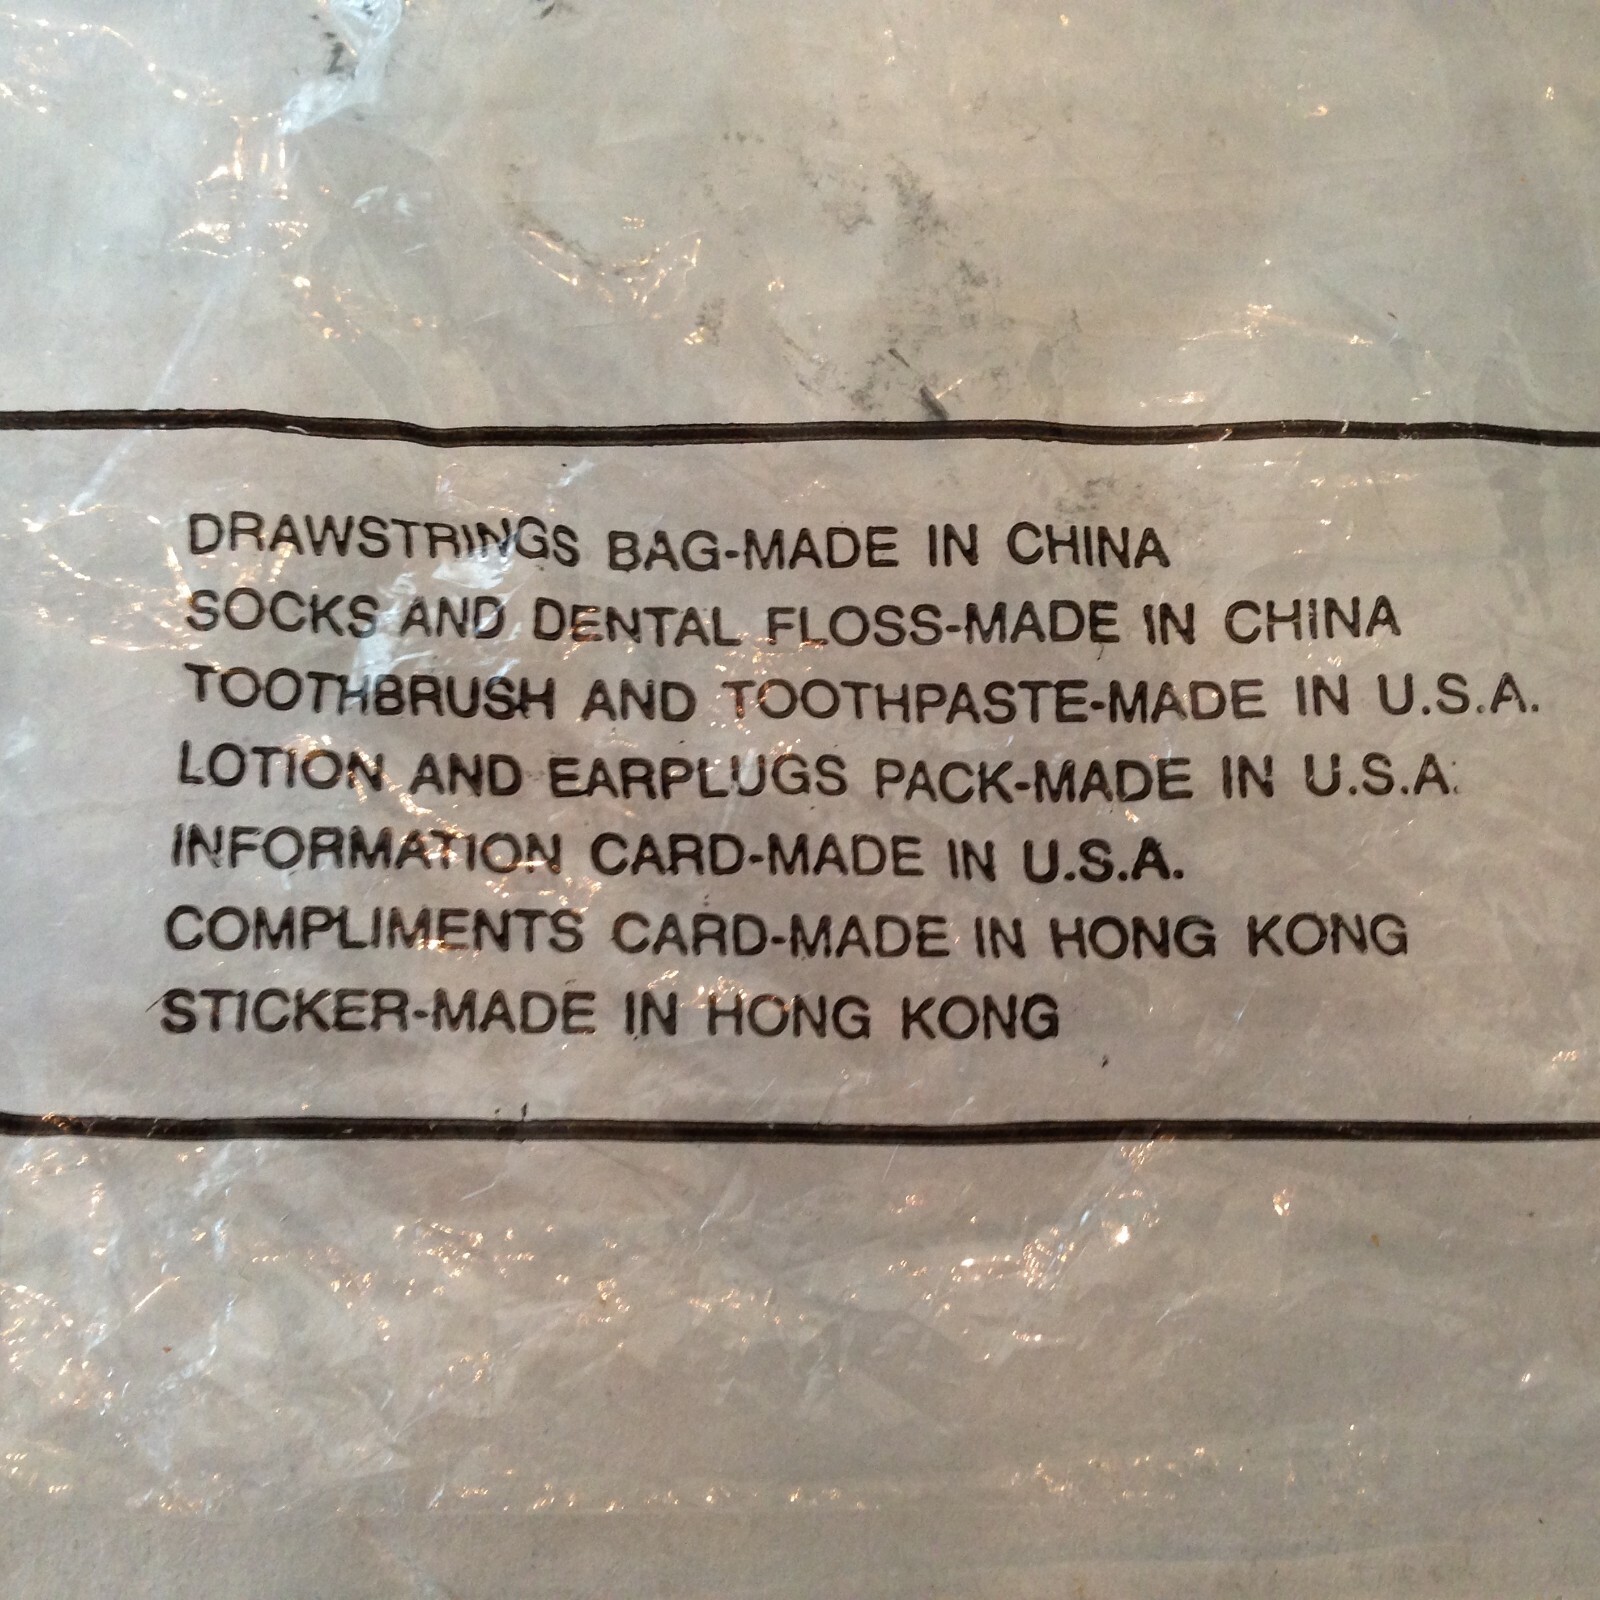 DRAWSTRINGS BAG-MADE IN CHINA
SOCKS AND DENTAL FLOSS-MADE IN CHINA
TOOTHBRUSH AND TOOTHPASTE-MADE IN U.S.A.
LOTION AND EARPLUGS PACK-MADE IN U.S.A.
INFORMATION CARD-MADE IN U.S.A.
COMPLIMENTS CARD-MADE IN HONG KONG
STICKER-MADE IN HONG KONG